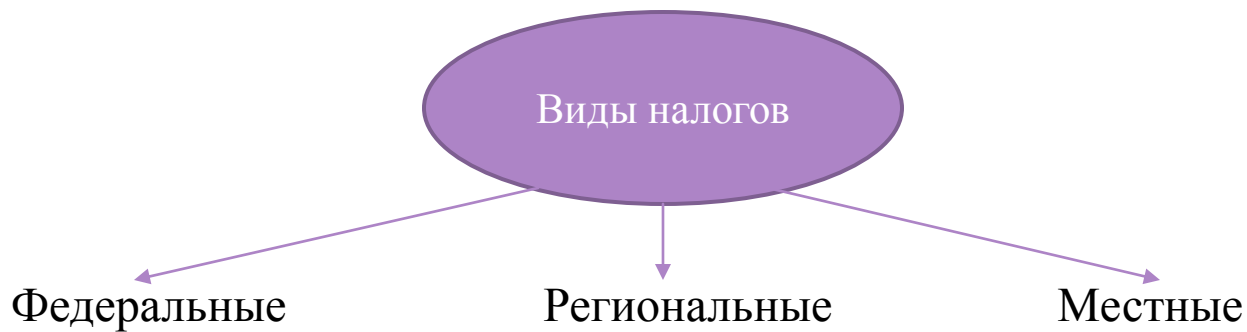 Виды налогов
Федеральные
Региональные
Местные